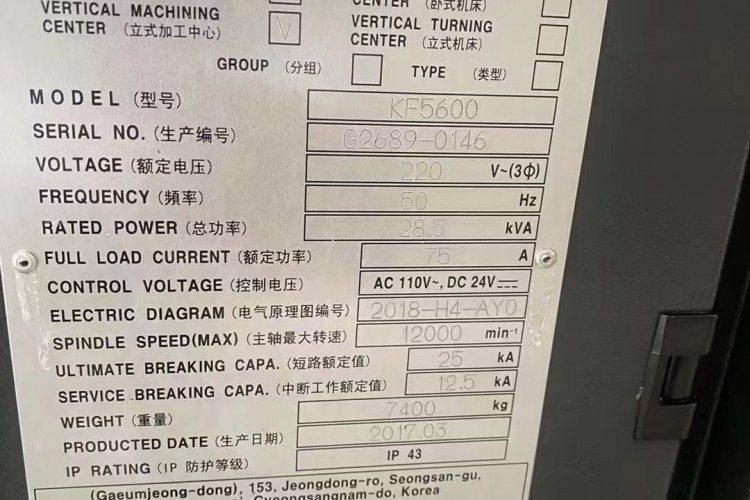 CENTER (卧式机床)
VERTICAL MACHINING CENTER (立式加工中心) V
VERTICAL TURNING CENTER (立式机床)
GROUP (分组) TYPE (类型)
MODEL (型号) KF5600
SERIAL NO. (生产编号) G2689-0146
VOLTAGE (额定电压) 220 V~(3Φ)
FREQUENCY (頻率) 50 Hz
RATED POWER (总功率) 28.5 kVA
FULL LOAD CURRENT (额定功率) 75 A
CONTROL VOLTAGE (控制电压) AC 110V~, DC 24V
ELECTRIC DIAGRAM (电气原理图编号) 2018-H4-AY0
SPINDLE SPEED(MAX) (主轴最大转速) 12000 min⁻¹
ULTIMATE BREAKING CAPA. (短路额定值) 25 kA
SERVICE BREAKING CAPA. (中断工作额定值) 12.5 kA
WEIGHT (重量) 7400 kg
PRODUCTED DATE (生产日期) 2017.03
IP RATING (IP 防护等级) IP 43
(Gaeumjeong-dong), 153, Jeongdong-ro, Seongsan-gu,
Gyeongsangnam-do, Korea